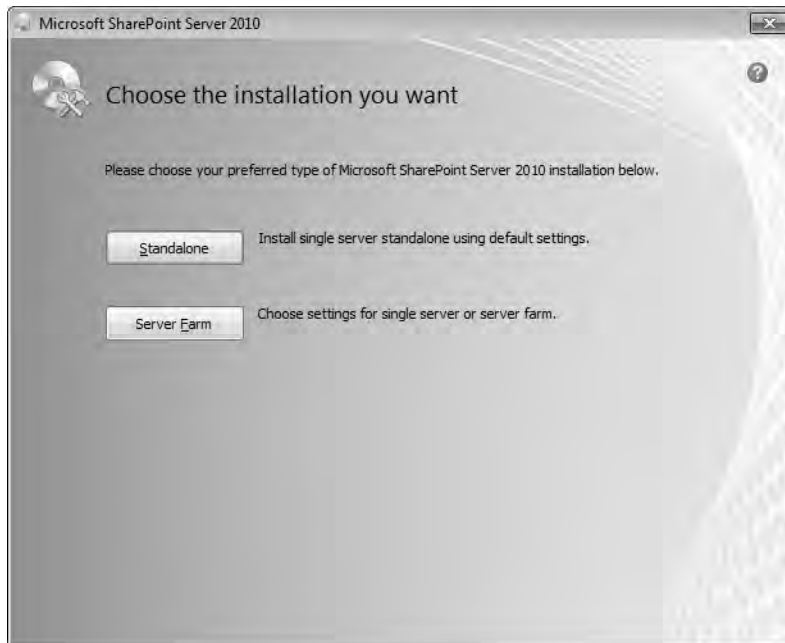 Microsoft SharePoint Server 2010
Choose the installation you want
Please choose your preferred type of Microsoft SharePoint Server 2010 installation below.
Standalone
Install single server standalone using default settings.
Server Farm
Choose settings for single server or server farm.